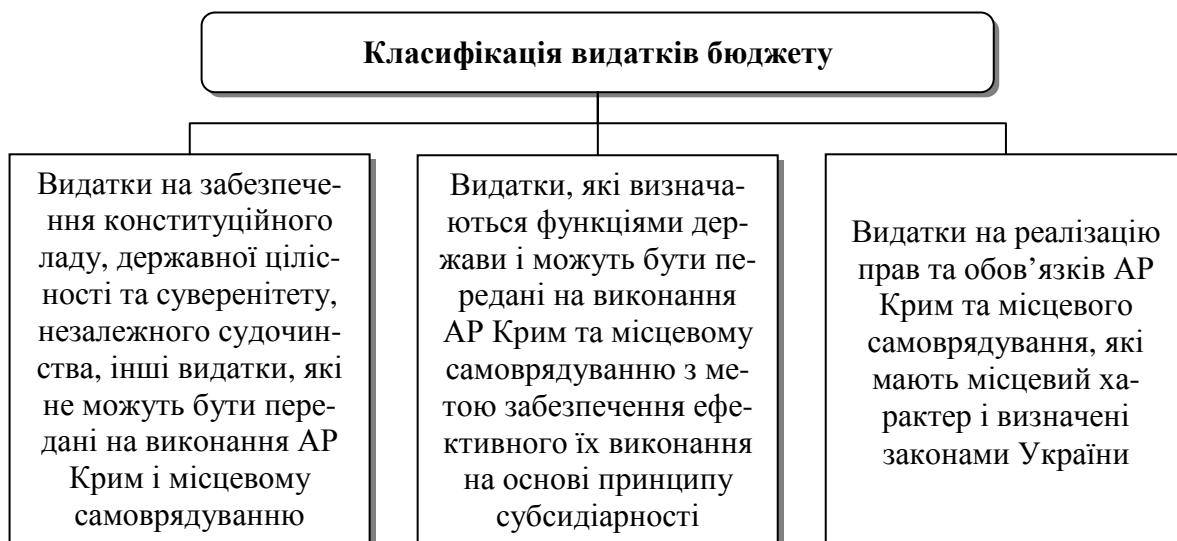 Класифікація видатків бюджету
Видатки на забезпече-
ння конституційного
ладу, державної ціліс-
ності та суверенітету,
незалежного судочин-
ства, інші видатки, які
не можуть бути пере-
дані на виконання АР
Крим і місцевому
самоврядуванню
Видатки, які визнача-
ються функціями дер-
жави і можуть бути пе-
редані на виконання
АР Крим та місцевому
самоврядуванню з ме-
тою забезпечення ефе-
ктивного їх виконання
на основі принципу
субсидіарності
Видатки на реалізацію
прав та обов’язків АР
Крим та місцевого
самоврядування, які
мають місцевий ха-
рактер і визначені
законами України